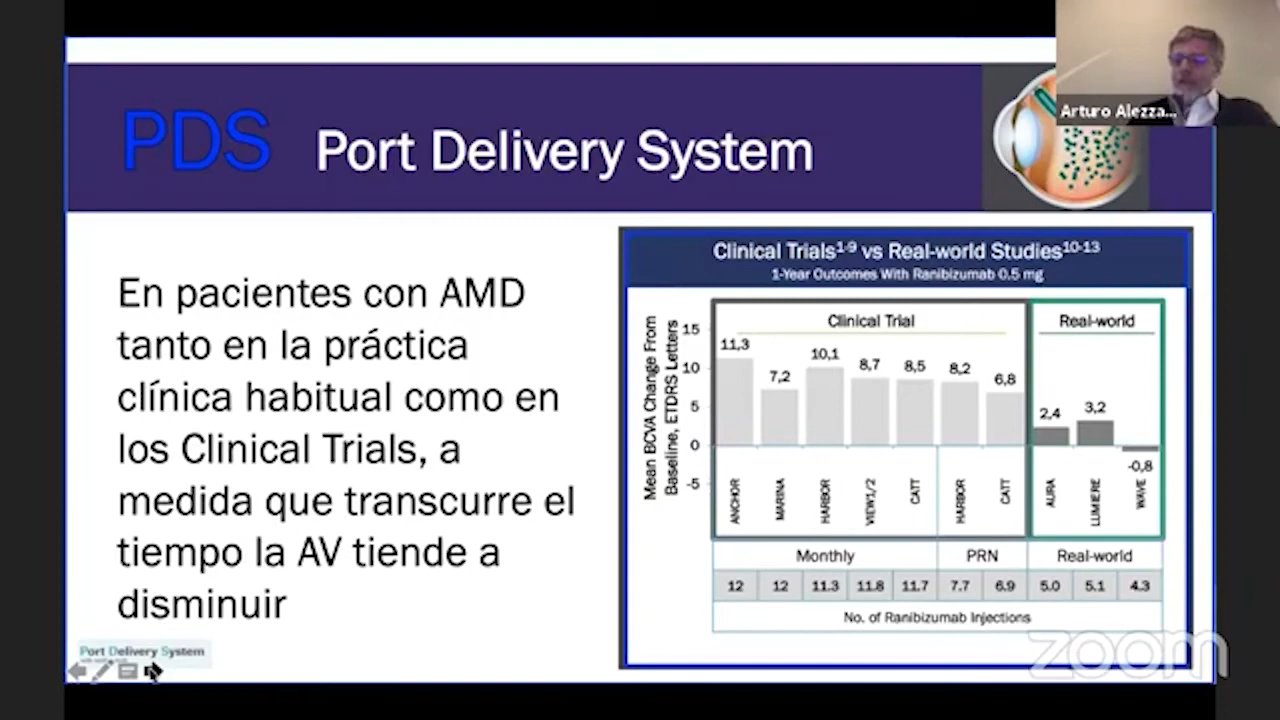 Arturo Alezza...
PDS Port Delivery System
En pacientes con AMD
tanto en la práctica
clínica habitual como en
los Clinical Trials, a
medida que transcurre el
tiempo la AV tiende a
disminuir
Clinical Trials1-9 vs Real-world Studies10-13
1-Year Outcomes With Ranibizumab 0.5 mg
Mean BCVA Change From
Baseline, ETDRS Letters
15
10
5
0
-5
Clinical Trial
Real-world
11,3
7,2
10,1
8,7
8,5
8,2
6,8
2,4
3,2
-0,8
ANCHOR
MARINA
HARBOR
VIEW1/2
CATT
HARBOR
CATT
AURA
LUMIERE
WAVE
Monthly PRN Real-world
12 12 11.3 11.8 11.7 7.7 6.9 5.0 5.1 4.3
No. of Ranibizumab Injections
Port Delivery System
zoom